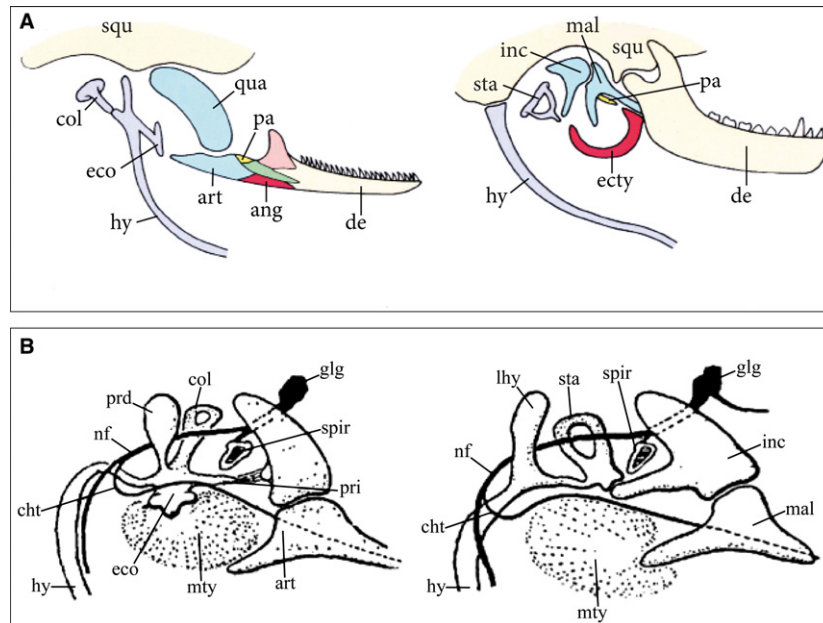 A
squ
qua
col
pa
eco
art
ang
hy
de
mal
inc
squ
sta
pa
hy
ecty
de
B
glg
col
prd
spir
nf
cht
pri
hy
eco
mty
art
glg
spir
sta
lhy
nf
inc
cht
mal
hy
mty